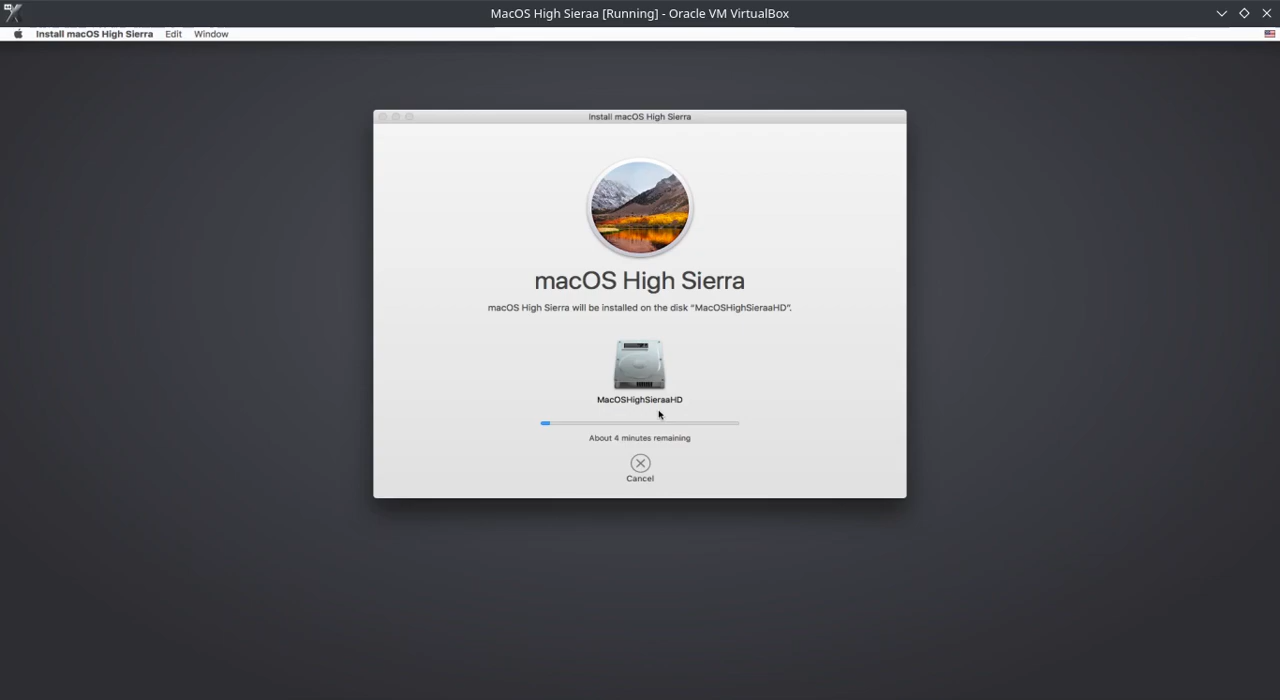 MacOS High Sieraa [Running] - Oracle VM VirtualBox
Install macOS High Sierra Edit Window
Install macOS High Sierra
macOS High Sierra
macOS High Sierra will be installed on the disk “MacOSHighSieraaHD”.
MacOSHighSieraaHD
About 4 minutes remaining
Cancel